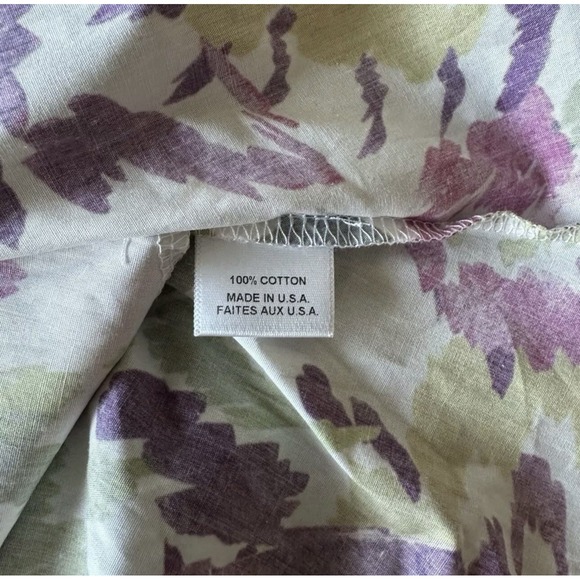 100% COTTON
MADE IN U.S.A.
FAITES AUX U.S.A.